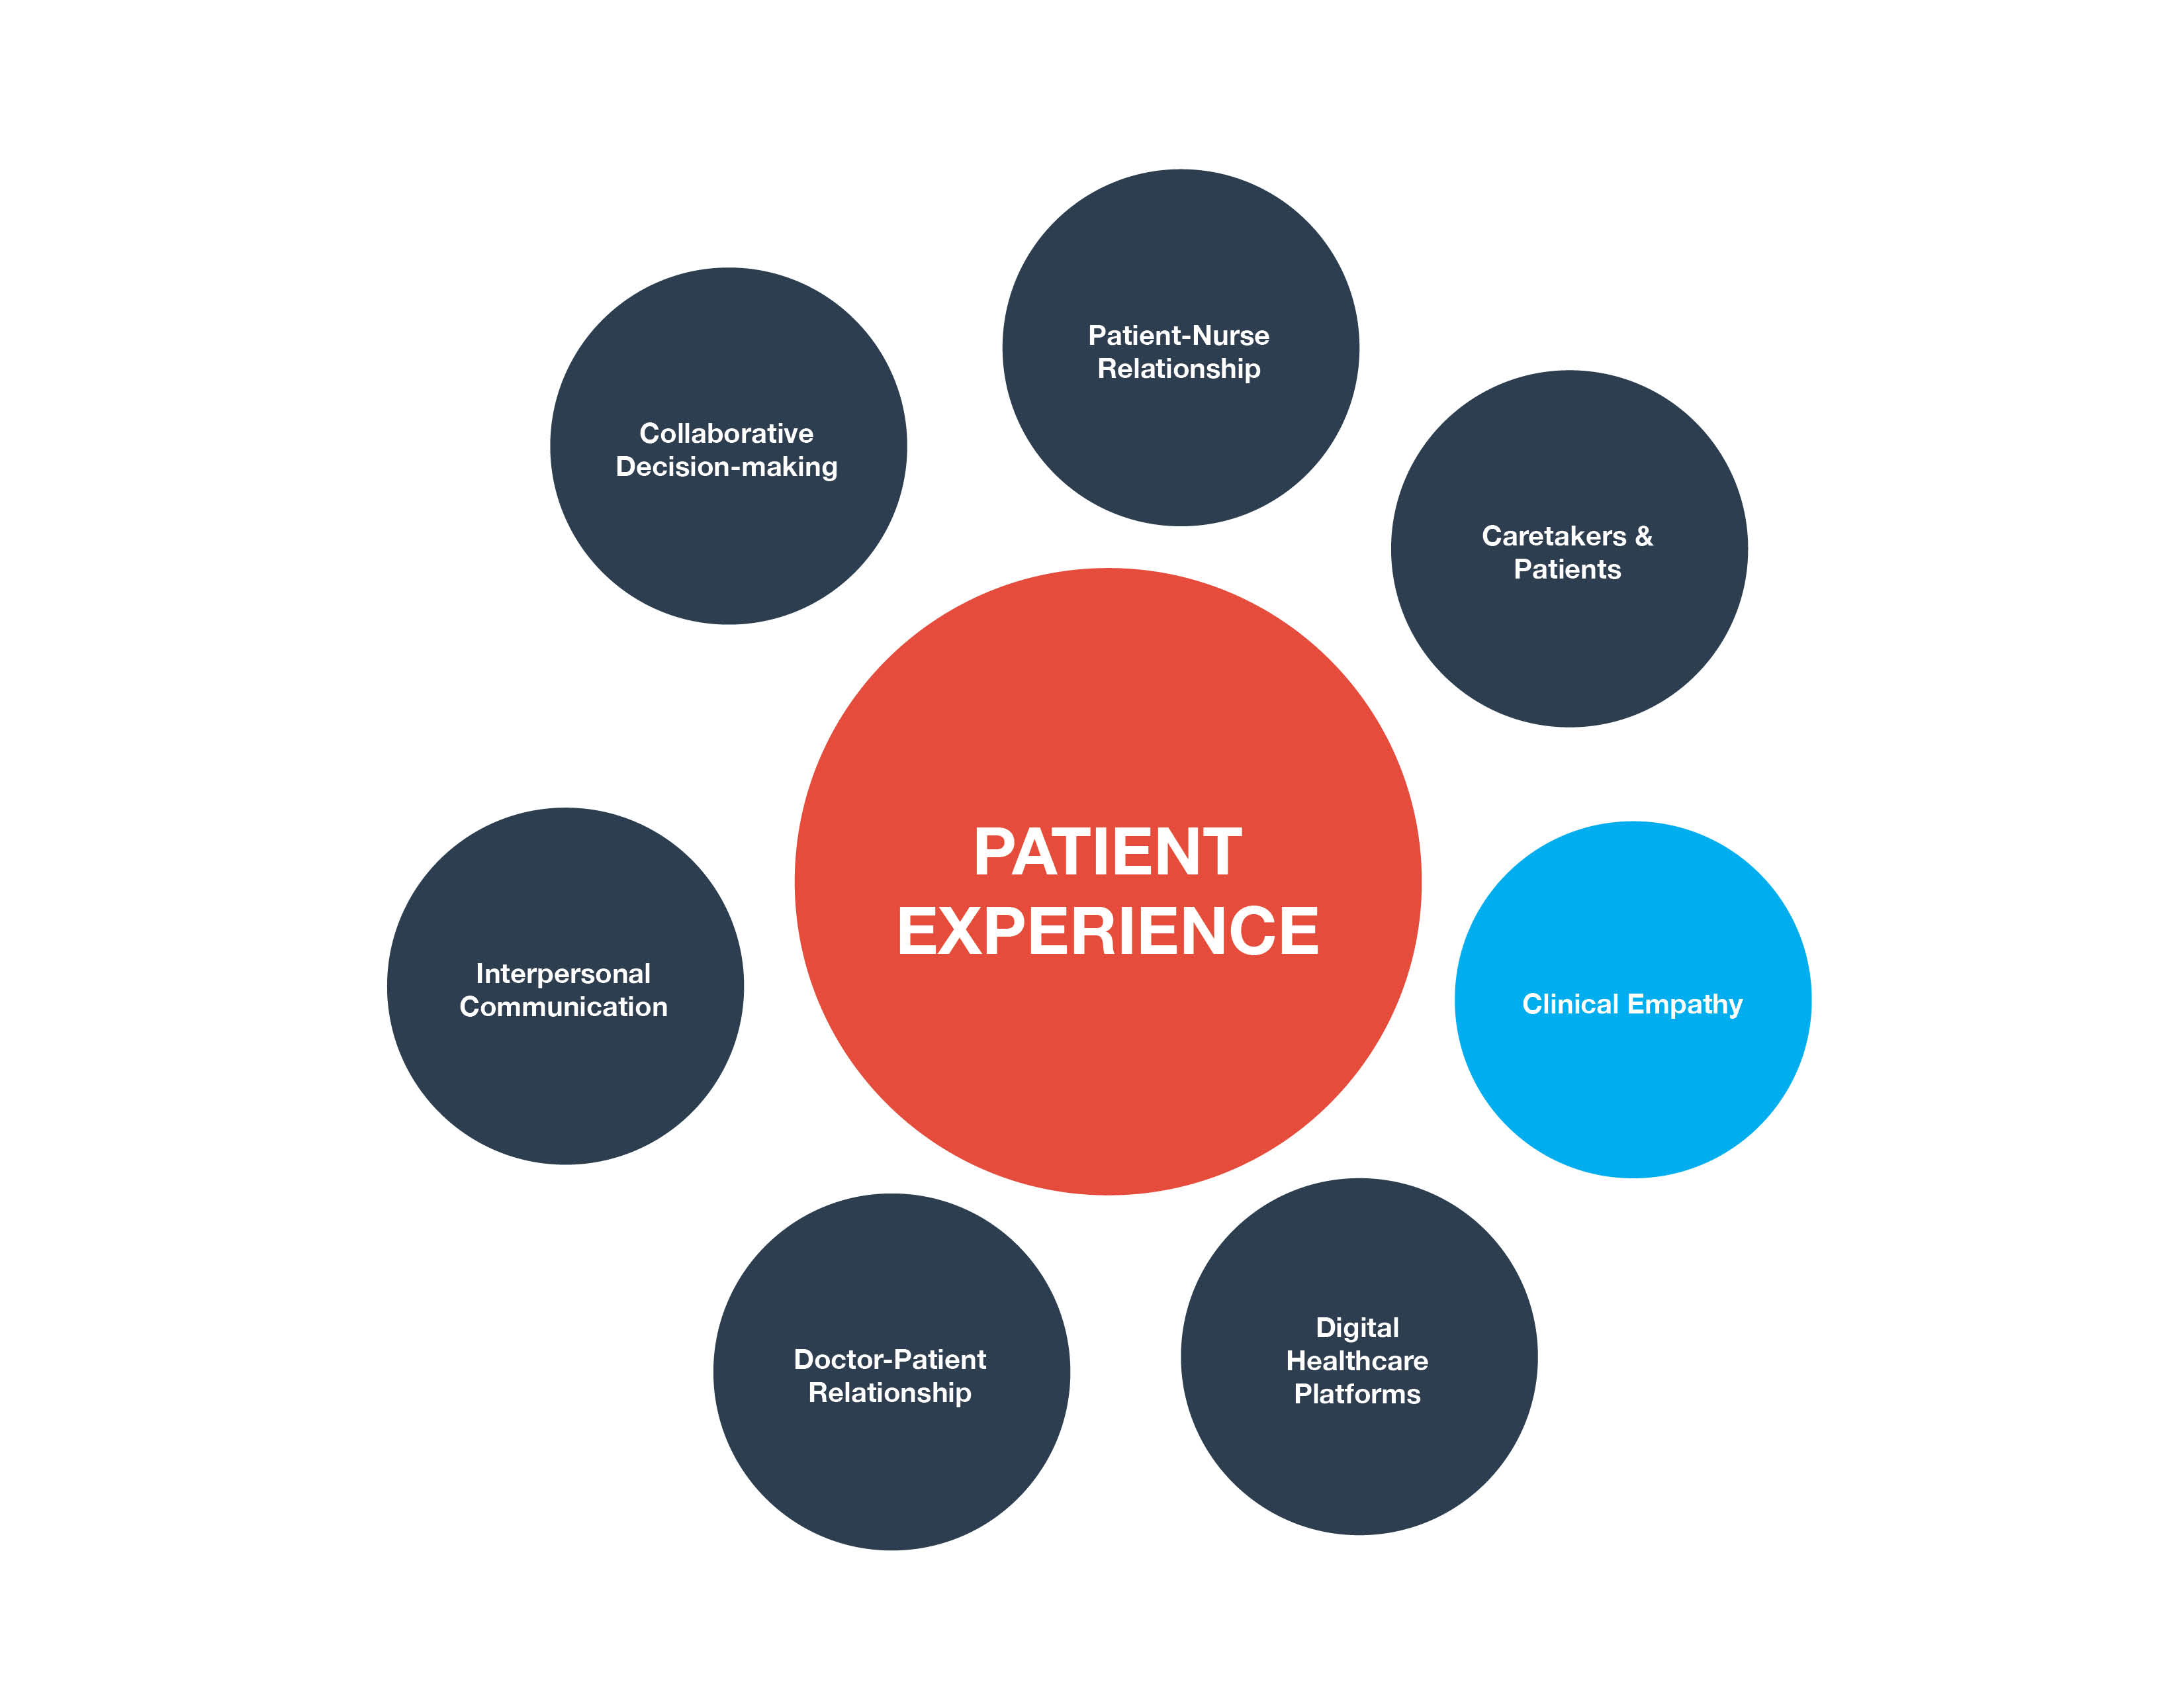 Patient-Nurse
Relationship
Collaborative
Decision-making
Caretakers &
Patients
PATIENT
EXPERIENCE
Interpersonal
Communication
Clinical Empathy
Doctor-Patient
Relationship
Digital
Healthcare
Platforms